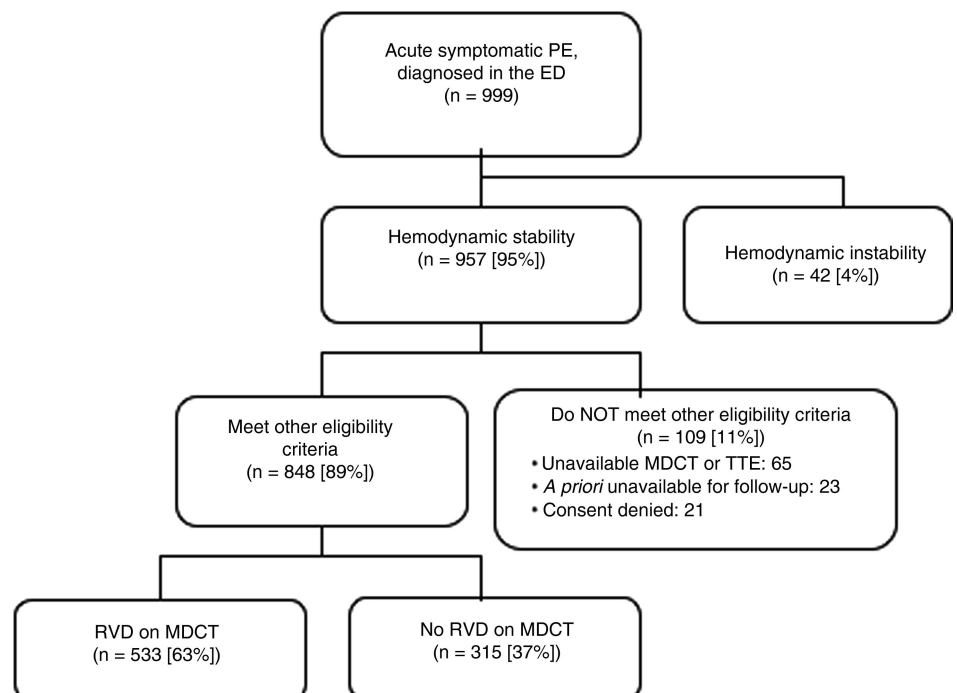 Acute symptomatic PE,
diagnosed in the ED
(n = 999)
Hemodynamic stability
(n = 957 [95%])
Hemodynamic instability
(n = 42 [4%])
Meet other eligibility
criteria
(n = 848 [89%])
Do NOT meet other eligibility criteria
(n = 109 [11%])
• Unavailable MDCT or TTE: 65
• A priori unavailable for follow-up: 23
• Consent denied: 21
RVD on MDCT
(n = 533 [63%])
No RVD on MDCT
(n = 315 [37%])